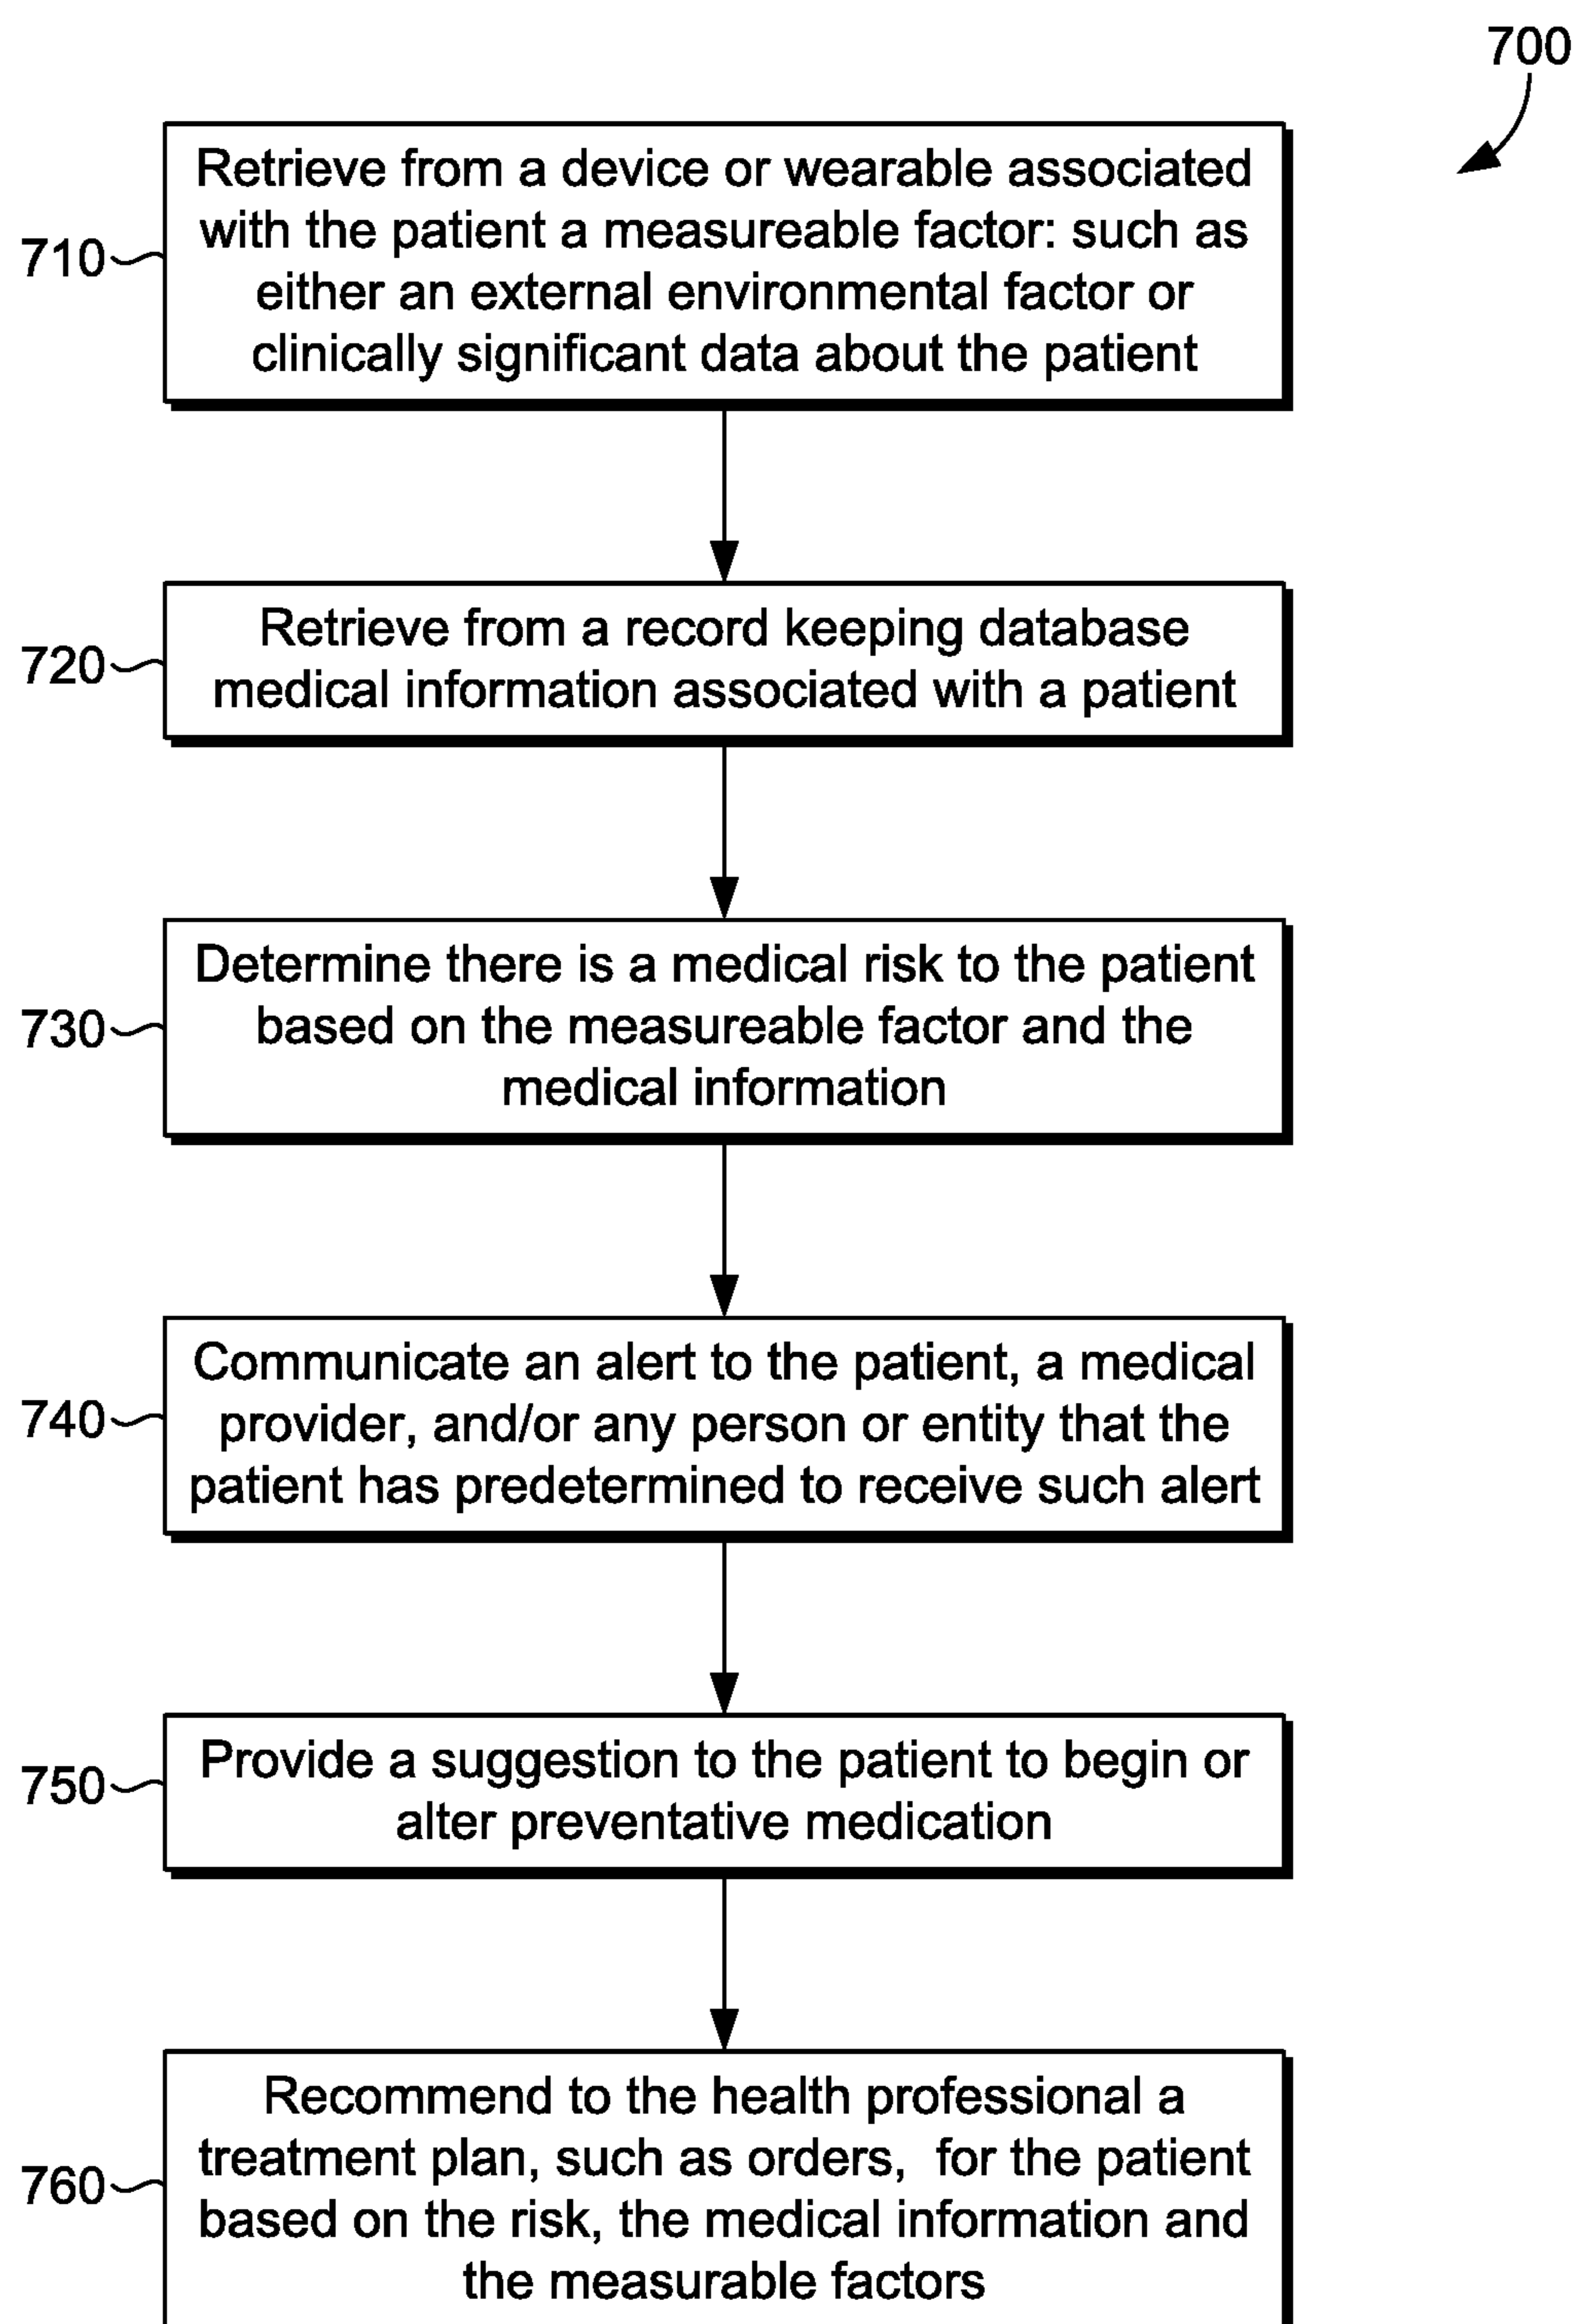 700
Retrieve from a device or wearable associated
with the patient a measureable factor: such as
either an external environmental factor or
clinically significant data about the patient
710
Retrieve from a record keeping database
medical information associated with a patient
720
Determine there is a medical risk to the patient
based on the measureable factor and the
medical information
730
Communicate an alert to the patient, a medical
provider, and/or any person or entity that the
patient has predetermined to receive such alert
740
Provide a suggestion to the patient to begin or
alter preventative medication
750
Recommend to the health professional a
treatment plan, such as orders,  for the patient
based on the risk, the medical information and
the measurable factors
760